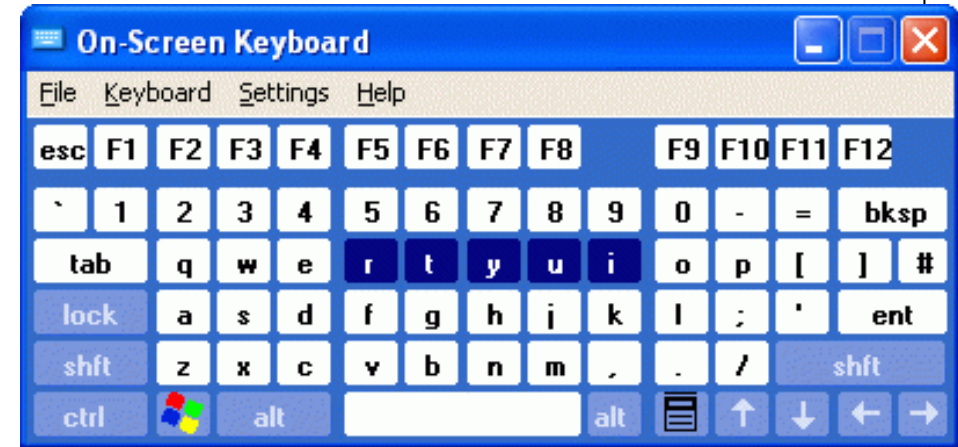 On-Screen Keyboard
File Keyboard Settings Help
esc F1 F2 F3 F4 F5 F6 F7 F8 F9 F10 F11 F12
` 1 2 3 4 5 6 7 8 9 0 - = bksp
tab q w e r t y u i o p [ ] #
lock a s d f g h j k l ; ' ent
shft z x c v b n m , . / shft
ctrl alt alt ↑ ↓ ← →